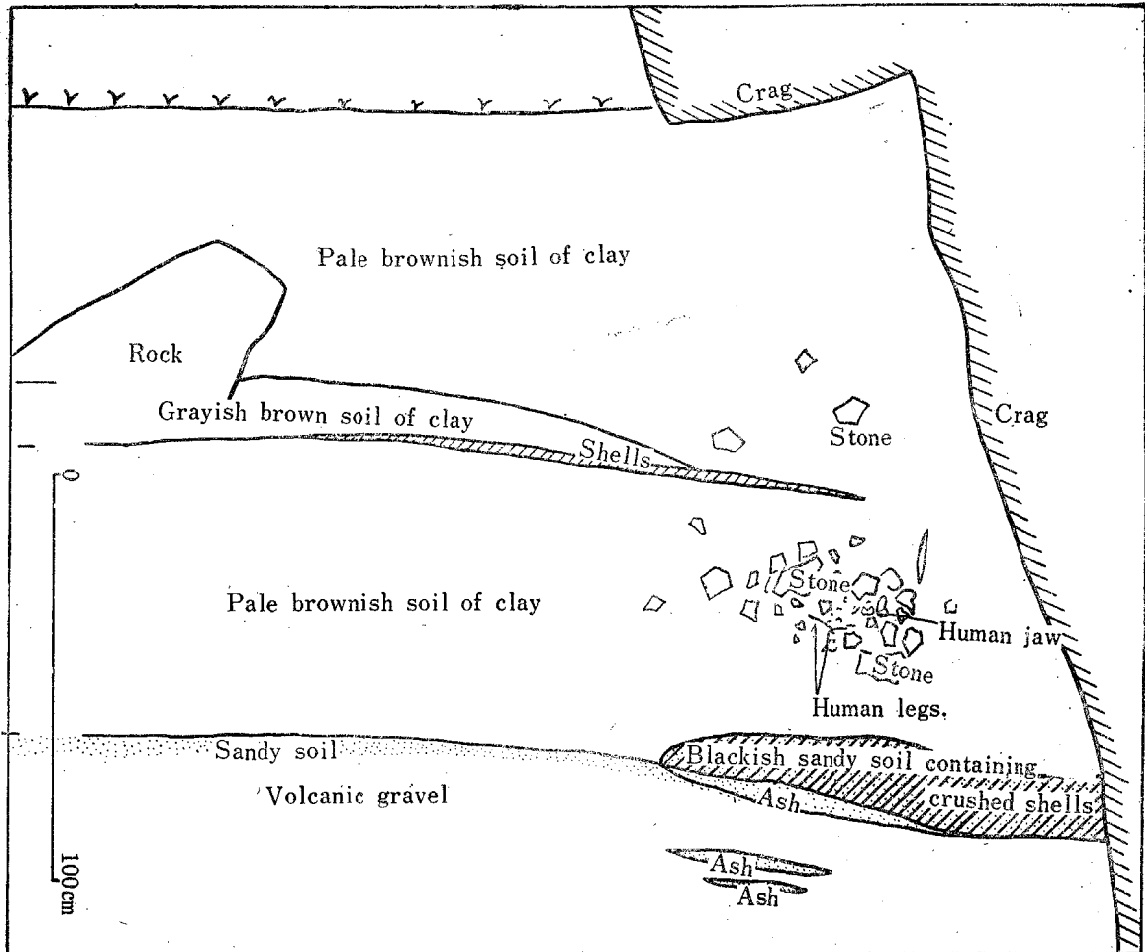 Crag
Pale brownish soil of clay
Rock
Grayish brown soil of clay
Stone
Crag
Shells
0
Stone
Pale brownish soil of clay
Human jaw
Stone
Human legs.
Sandy soil
Blackish sandy soil containing
Volcanic gravel
Ash
crushed shells
Ash
Ash
100cm